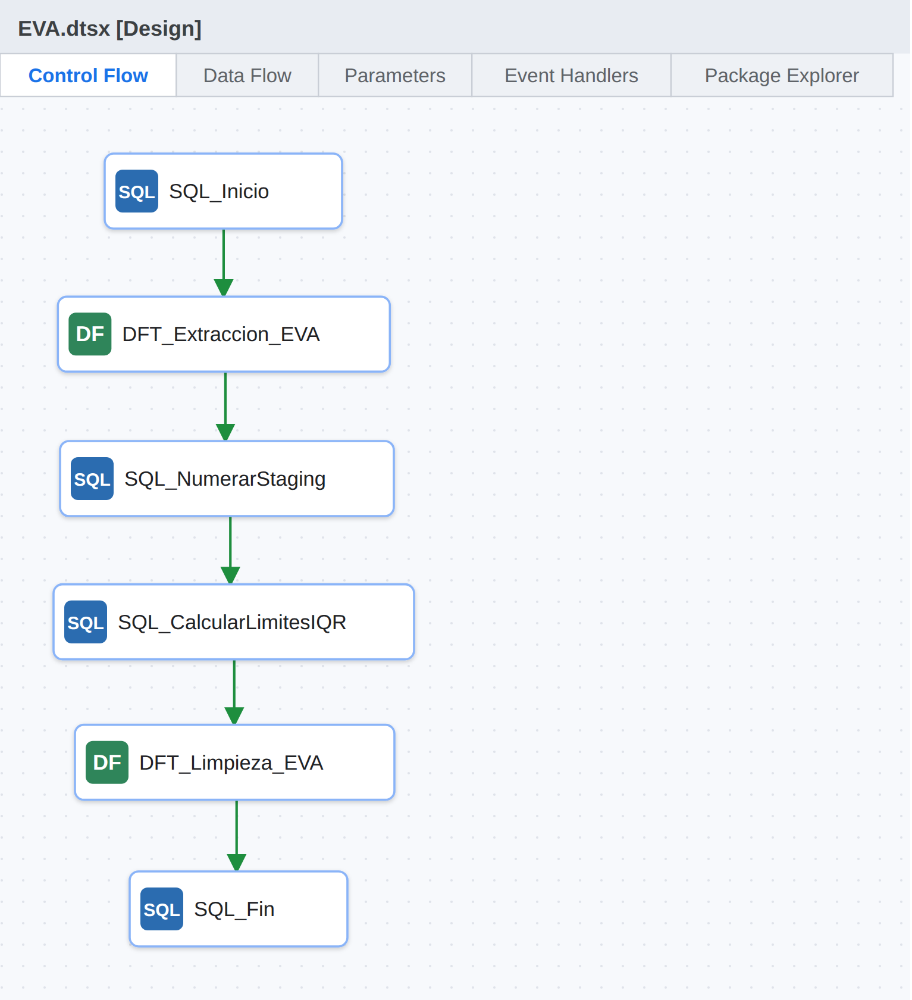 EVA.dtsx [Design]
Control Flow Data Flow Parameters Event Handlers Package Explorer
SQL SQL_Inicio
DF DFT_Extraccion_EVA
SQL SQL_NumerarStaging
SQL SQL_CalcularLimitesIQR
DF DFT_Limpieza_EVA
SQL SQL_Fin